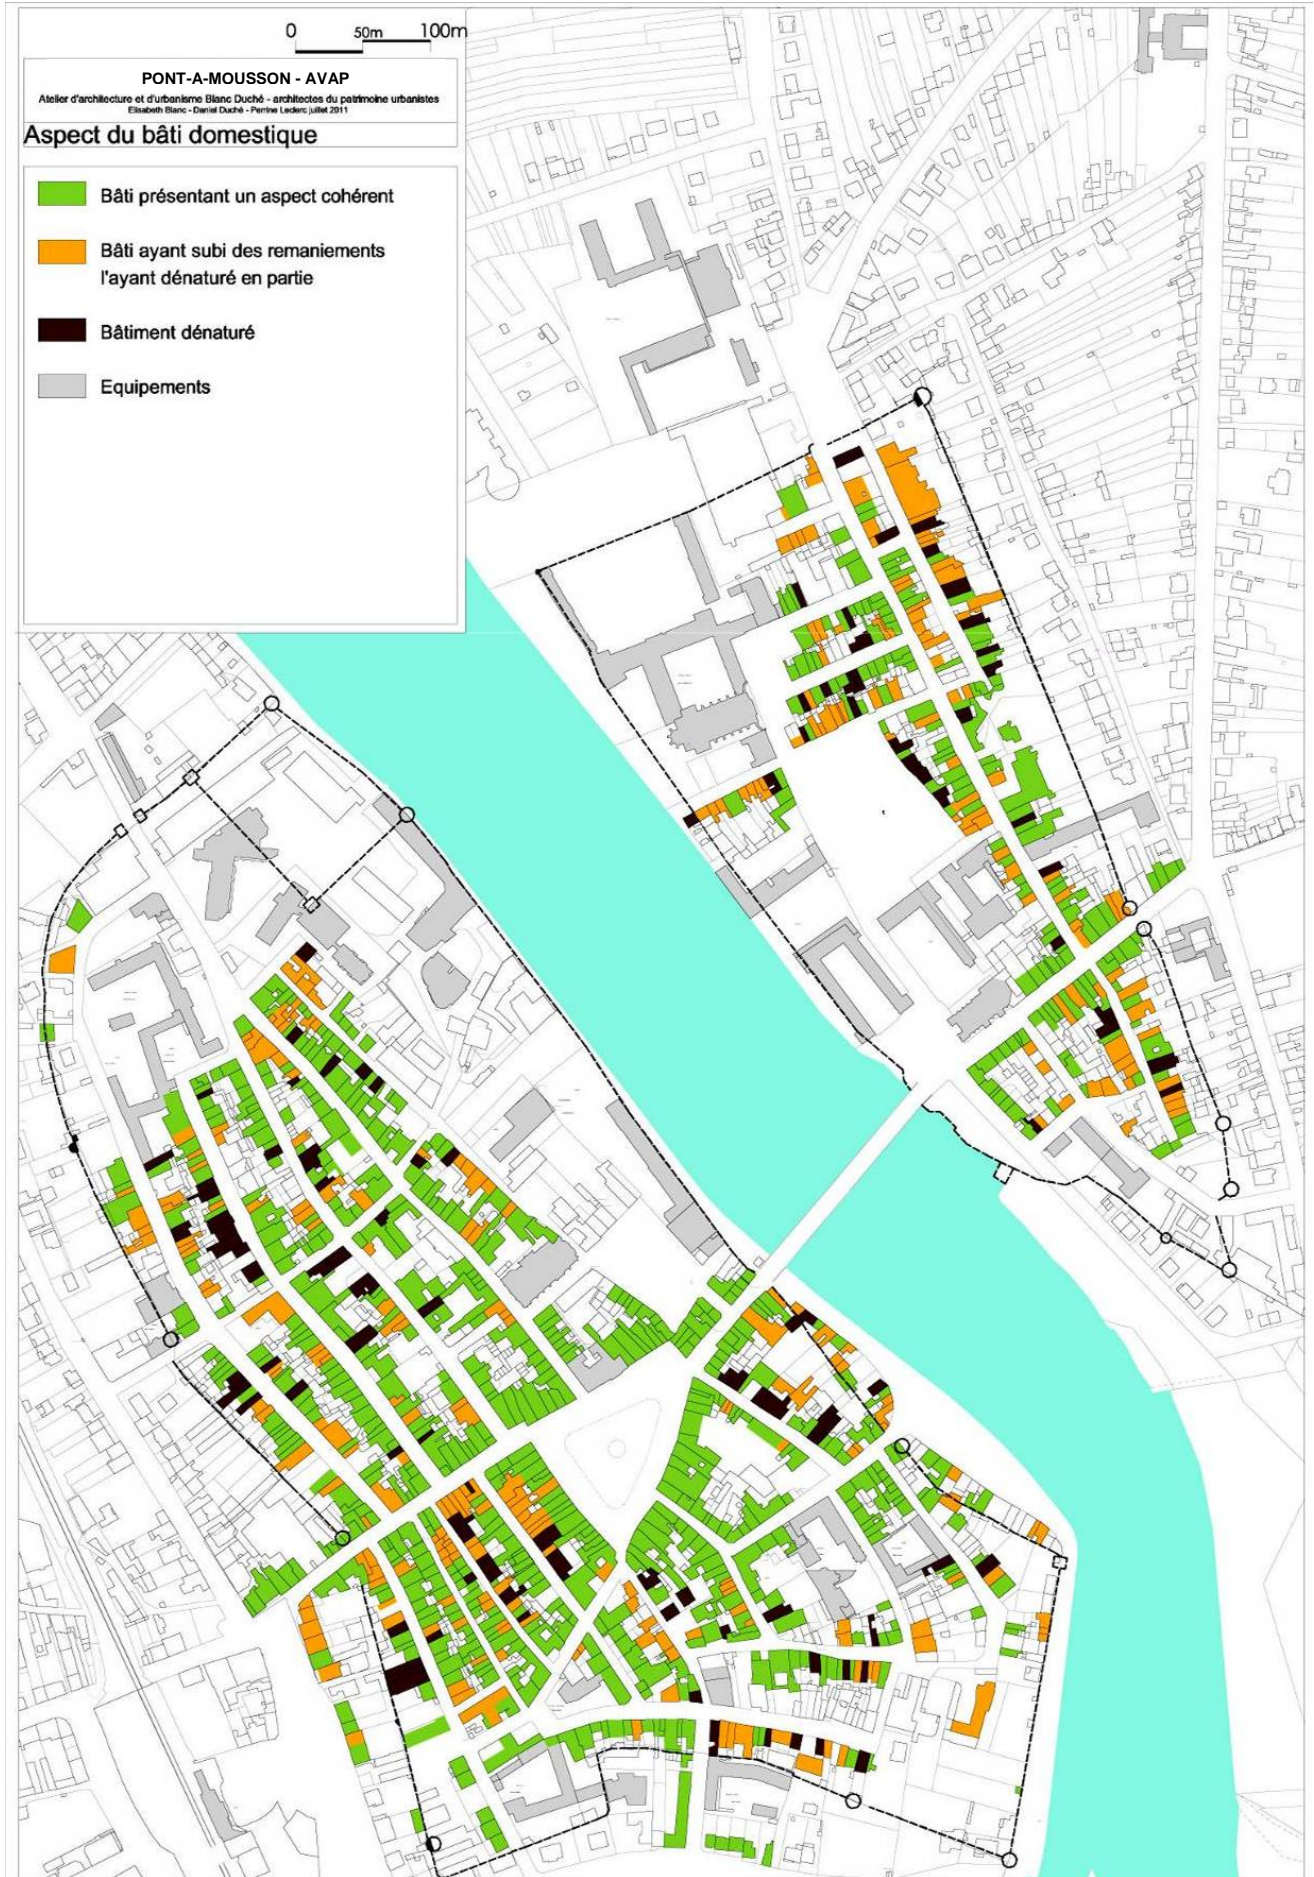 0 50m 100m
PONT-A-MOUSSON - AVAP
Atelier d'architecture et d'urbanisme Blanc Duché - architectes du patrimoine urbanistes
Elisabeth Blanc - Daniel Duché - Perrine Leclerc juillet 2011
Aspect du bâti domestique
Bâti présentant un aspect cohérent
Bâti ayant subi des remaniements
l'ayant dénaturé en partie
Bâtiment dénaturé
Equipements